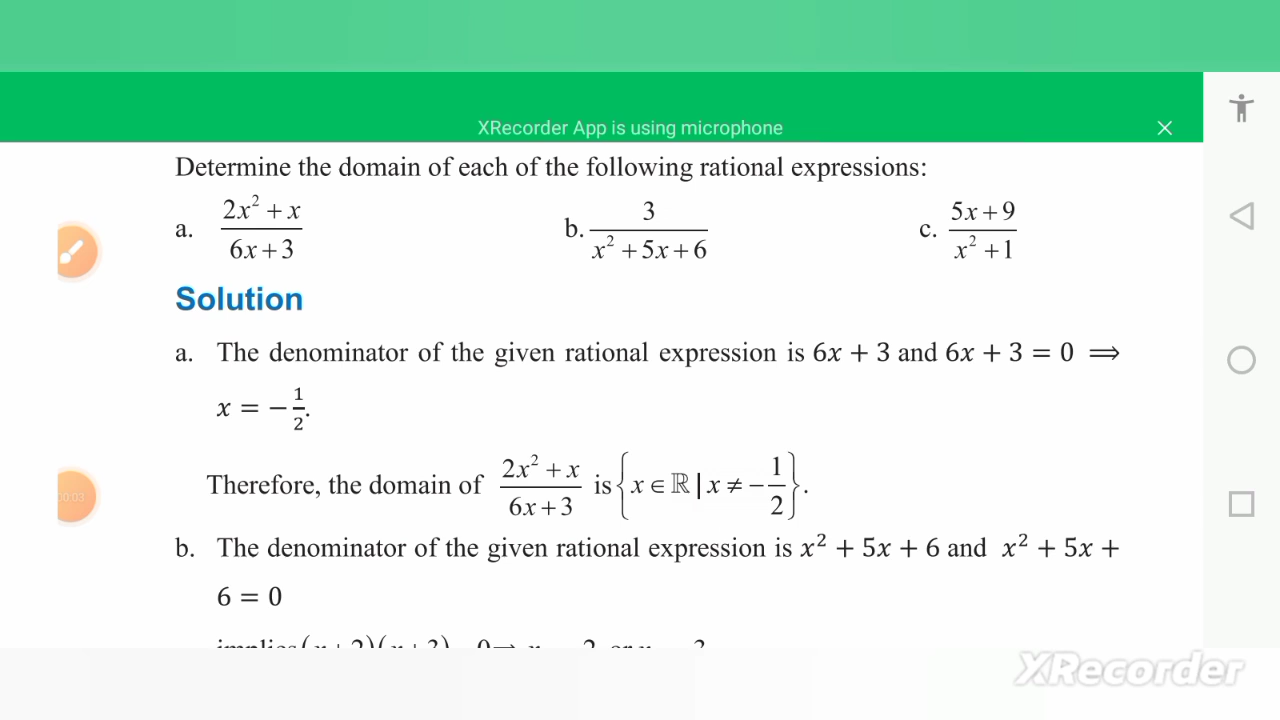 XRecorder App is using microphone
Determine the domain of each of the following rational expressions:
a. (2x² + x)/(6x + 3) b. 3/(x² + 5x + 6) c. (5x + 9)/(x² + 1)
Solution
a. The denominator of the given rational expression is 6x + 3 and 6x + 3 = 0 ⟹
x = −1/2.
Therefore, the domain of (2x² + x)/(6x + 3) is {x ∈ ℝ | x ≠ −1/2}.
00:03
b. The denominator of the given rational expression is x² + 5x + 6 and x² + 5x +
6 = 0
XRecorder